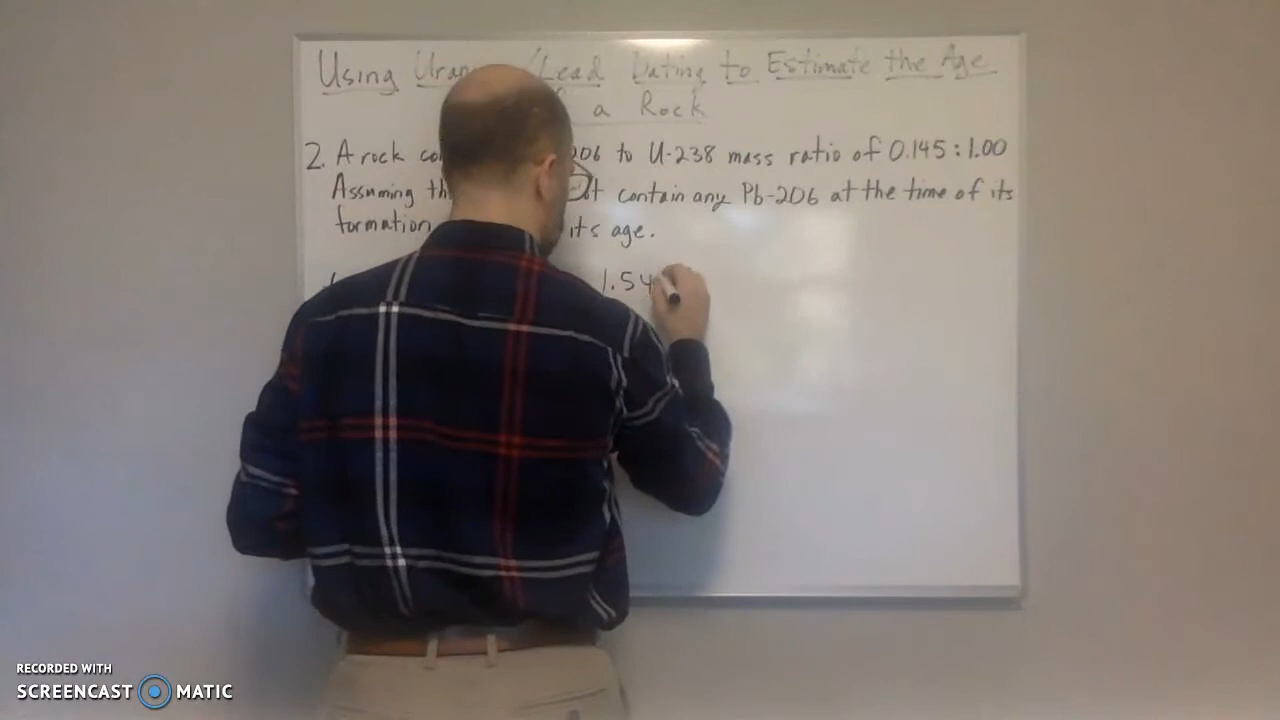 Using Uran /Lead Dating to Estimate the Age
a Rock
2. A rock co 206 to U-238 mass ratio of 0.145 : 1.00
Assuming th t contain any Pb-206 at the time of its
formation its age.
1.54
RECORDED WITH
SCREENCAST MATIC